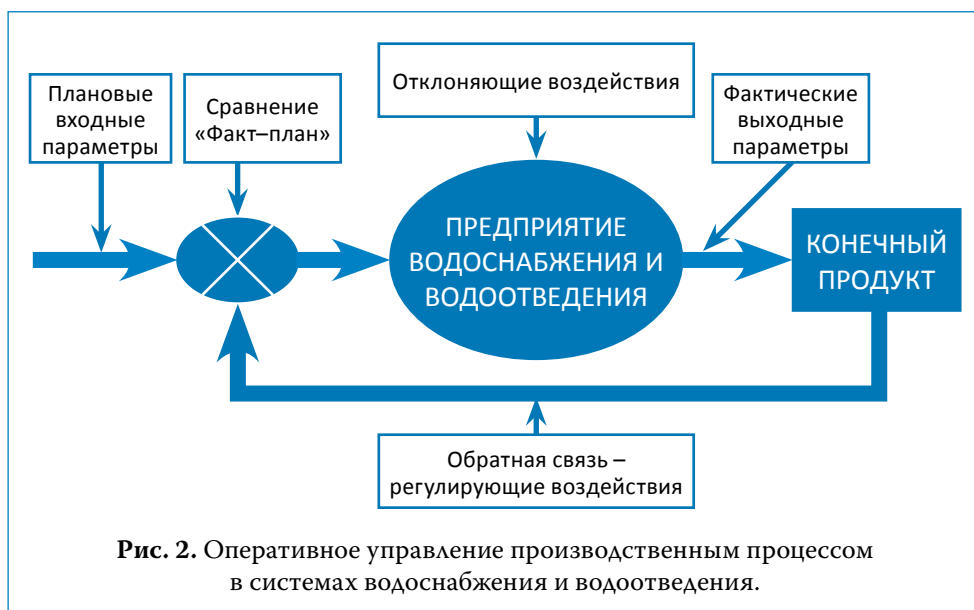 Плановые
входные
параметры
Сравнение
«Факт–план»
Отклоняющие воздействия
Фактические
выходные
параметры
ПРЕДПРИЯТИЕ
ВОДОСНАБЖЕНИЯ И
ВОДООТВЕДЕНИЯ
КОНЕЧНЫЙ
ПРОДУКТ
Обратная связь –
регулирующие воздействия
Рис. 2. Оперативное управление производственным процессом
в системах водоснабжения и водоотведения.